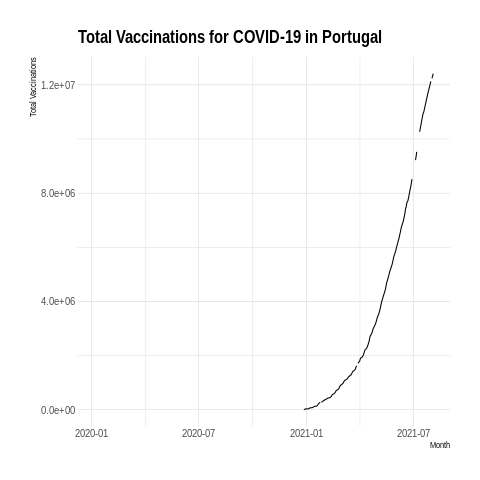 Total Vaccinations for COVID-19 in Portugal
Total Vaccinations
1.2e+07
8.0e+06
4.0e+06
0.0e+00
2020-01
2020-07
2021-01
2021-07
Month